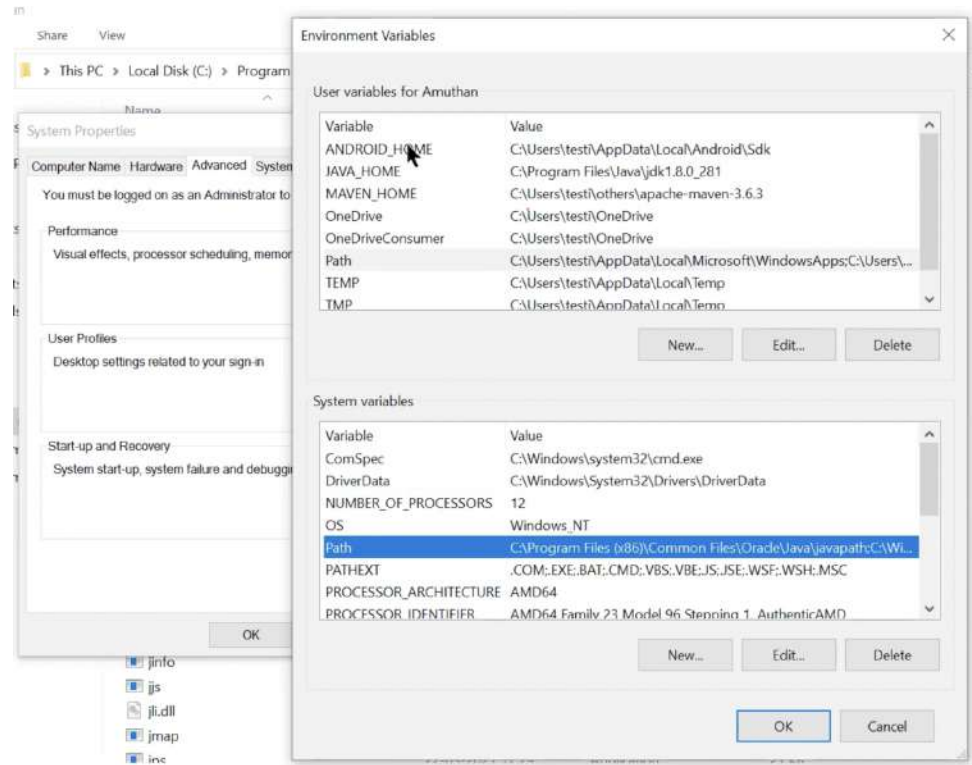 Share View
This PC > Local Disk (C:) > Program
Name
System Properties
Computer Name Hardware Advanced System
You must be logged on as an Administrator to
Performance
Visual effects, processor scheduling, memor
User Profiles
Desktop settings related to your sign-in
Start-up and Recovery
System start-up, system failure and debuggi
OK
jinfo
jjs
jli.dll
jmap
jps
Environment Variables
User variables for Amuthan
Variable Value
ANDROID_HOME C:\Users\testi\AppData\Local\Android\Sdk
JAVA_HOME C:\Program Files\Java\jdk1.8.0_281
MAVEN_HOME C:\Users\testi\others\apache-maven-3.6.3
OneDrive C:\Users\testi\OneDrive
OneDriveConsumer C:\Users\testi\OneDrive
Path C:\Users\testi\AppData\Local\Microsoft\WindowsApps;C:\Users\...
TEMP C:\Users\testi\AppData\Local\Temp
TMP C:\Users\testi\AppData\Local\Temp
New... Edit... Delete
System variables
Variable Value
ComSpec C:\Windows\system32\cmd.exe
DriverData C:\Windows\System32\Drivers\DriverData
NUMBER_OF_PROCESSORS 12
OS Windows_NT
Path C:\Program Files (x86)\Common Files\Oracle\Java\javapath;C:\Wi...
PATHEXT .COM;.EXE;.BAT;.CMD;.VBS;.VBE;.JS;.JSE;.WSF;.WSH;.MSC
PROCESSOR_ARCHITECTURE AMD64
PROCESSOR_IDENTIFIER AMD64 Family 23 Model 96 Stepping 1, AuthenticAMD
New... Edit... Delete
OK Cancel